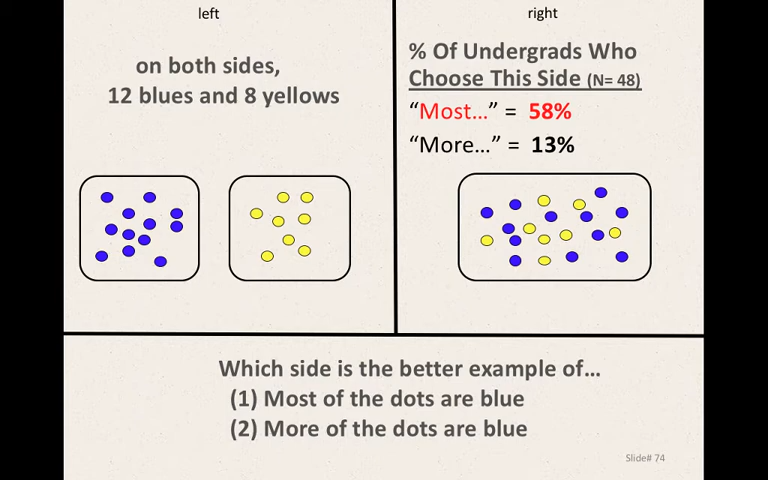 left
on both sides,
12 blues and 8 yellows
right
% Of Undergrads Who
Choose This Side (N= 48)
“Most…” = 58%
“More…” = 13%
Which side is the better example of…
(1) Most of the dots are blue
(2) More of the dots are blue
Slide# 74